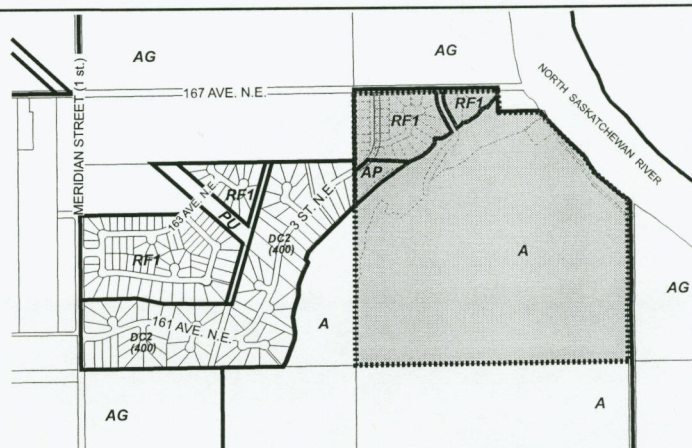 AG
AG
MERIDIAN STREET (1 st.)
167 AVE. N.E.
NORTH SASKATCHEWAN RIVER
RF1
RF1
AP
RF1
163 AVE. N.E.
PU
3 ST. N.E.
DC2
(400)
RF1
A
AG
161 AVE. N.E.
DC2
(400)
A
AG
A